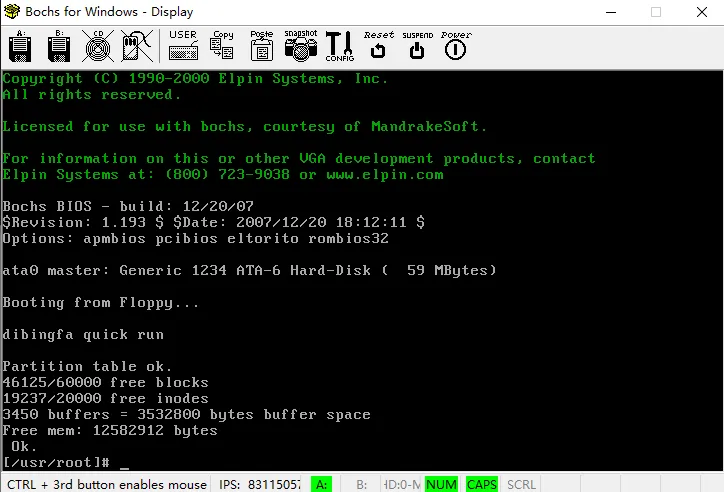 Bochs for Windows - Display
A: B: CD USER Copy Paste snapshot CONFIG Reset SUSPEND Power
Copyright (C) 1990-2000 Elpin Systems, Inc.
All rights reserved.
Licensed for use with bochs, courtesy of MandrakeSoft.
For information on this or other VGA development products, contact
Elpin Systems at: (800) 723-9038 or www.elpin.com
Bochs BIOS - build: 12/20/07
$Revision: 1.193 $ $Date: 2007/12/20 18:12:11 $
Options: apmbios pcibios eltorito rombios32
ata0 master: Generic 1234 ATA-6 Hard-Disk (  59 MBytes)
Booting from Floppy...
dibingfa quick run
Partition table ok.
46125/60000 free blocks
19237/20000 free inodes
3450 buffers = 3532800 bytes buffer space
Free mem: 12582912 bytes
 Ok.
[/usr/root]# _
CTRL + 3rd button enables mouse IPS: 83115057 A: B: HD:0-M NUM CAPS SCRL